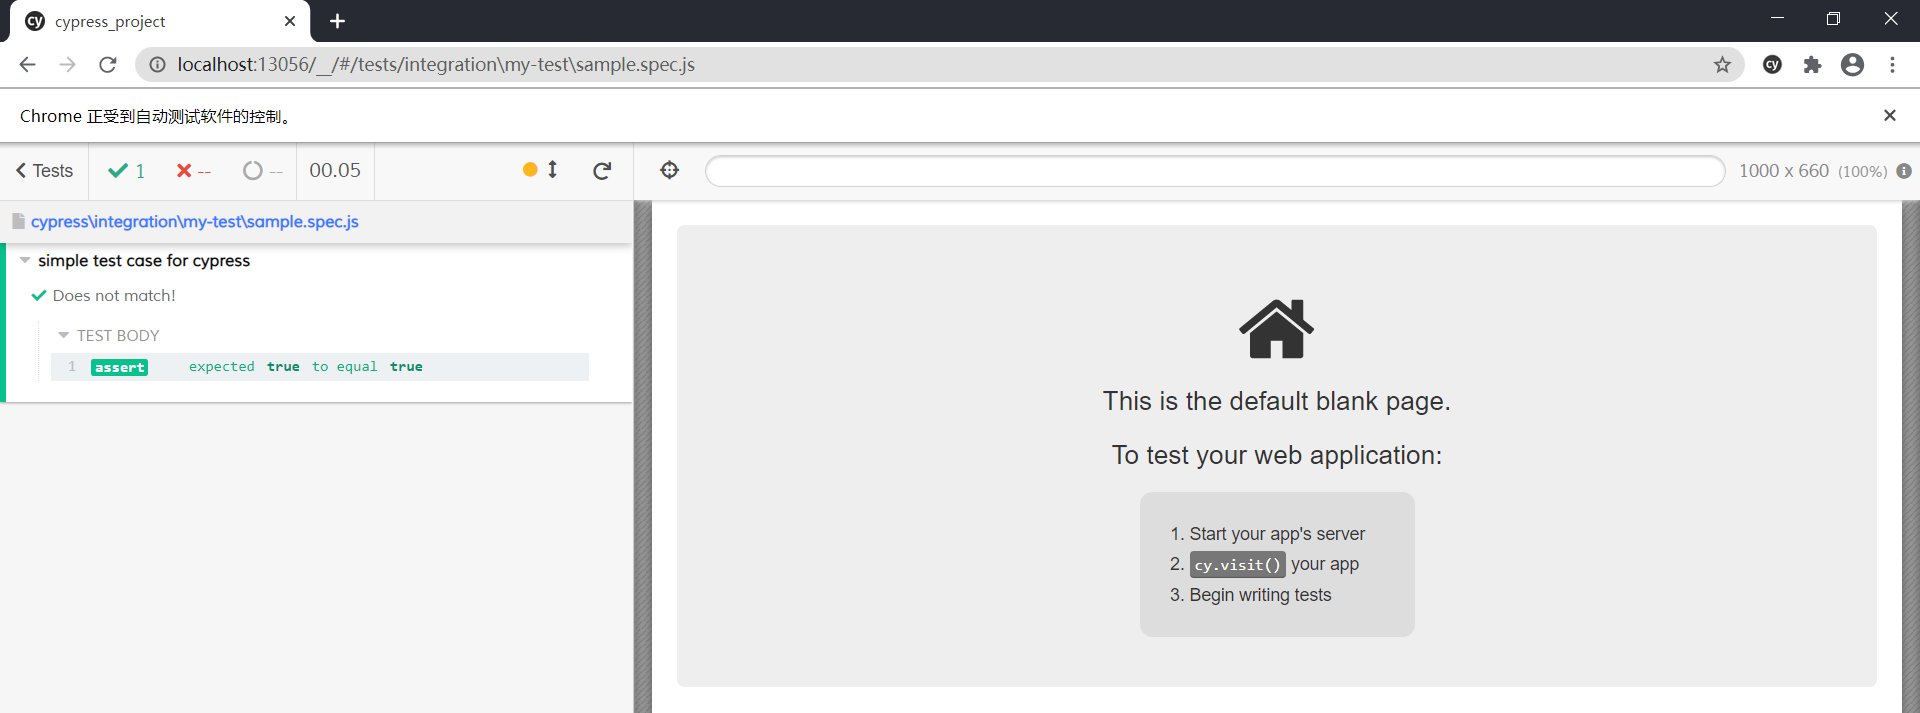 cy cypress_project
localhost:13056/__/#/tests/integration\my-test\sample.spec.js
cy
Chrome 正受到自动测试软件的控制。
Tests 1 -- -- 00.05 1000 x 660 (100%)
cypress\integration\my-test\sample.spec.js
simple test case for cypress
Does not match!
TEST BODY
1 assert expected true to equal true
This is the default blank page.
To test your web application:
1. Start your app's server
2. cy.visit() your app
3. Begin writing tests